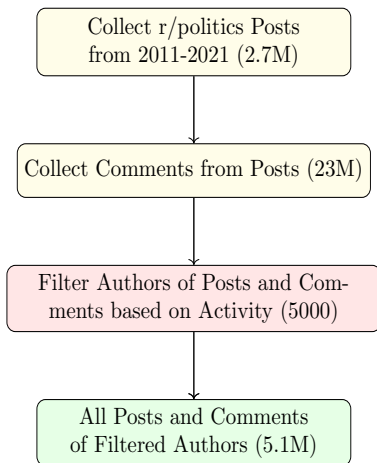 Collect r/politics Posts
from 2011-2021 (2.7M)
Collect Comments from Posts (23M)
Filter Authors of Posts and Com-
ments based on Activity (5000)
All Posts and Comments
of Filtered Authors (5.1M)